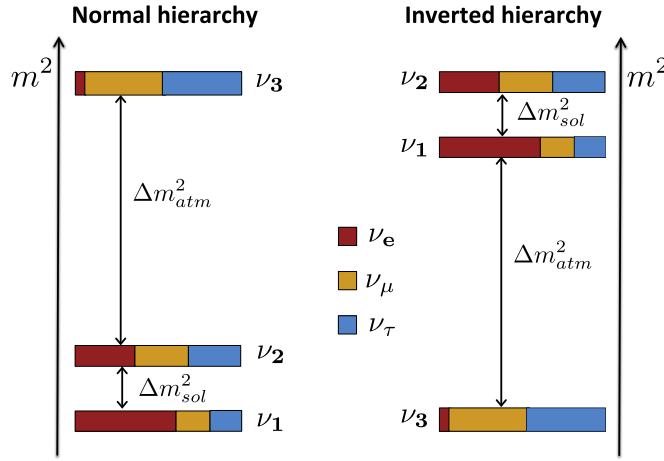 Normal hierarchy
m²
ν₃
Δm²ₐₜₘ
ν₂
Δm²ₛₒₗ
ν₁
νₑ
ν_μ
ν_τ
Inverted hierarchy
m²
ν₂
Δm²ₛₒₗ
ν₁
Δm²ₐₜₘ
ν₃